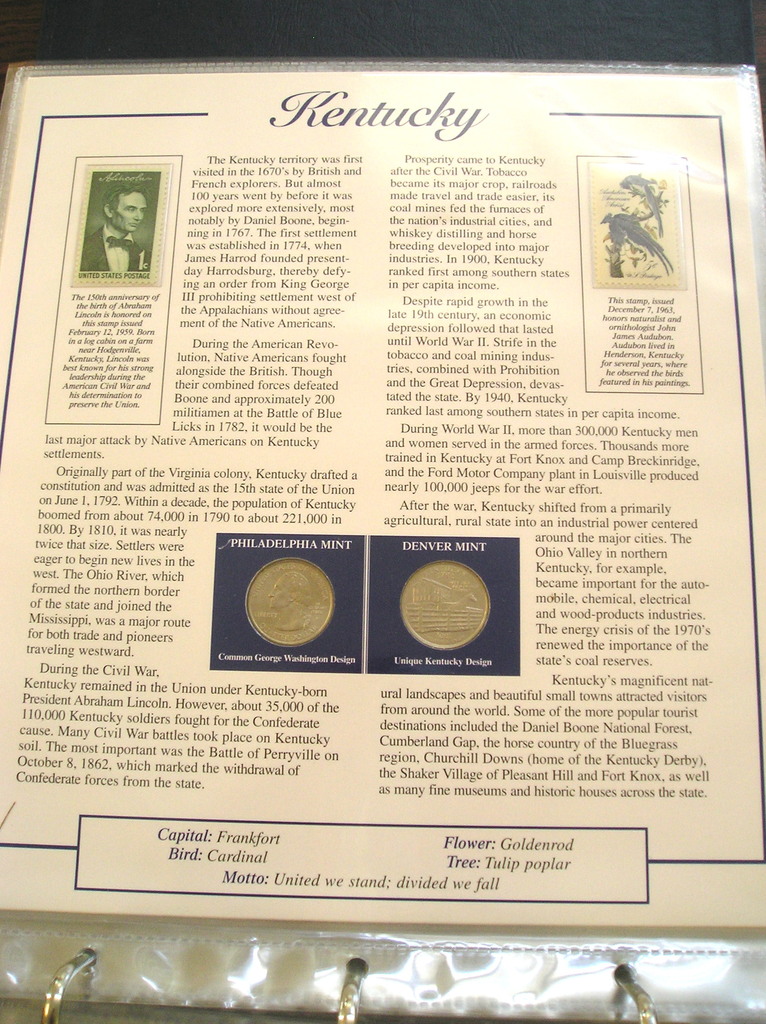 Kentucky
Lincoln
UNITED STATES POSTAGE
1c
The 150th anniversary of
the birth of Abraham
Lincoln is honored on
this stamp issued
February 12, 1959. Born
in a log cabin on a farm
near Hodgenville,
Kentucky, Lincoln was
best known for his strong
leadership during the
American Civil War and
his determination to
preserve the Union.
The Kentucky territory was first
visited in the 1670's by British and
French explorers. But almost
100 years went by before it was
explored more extensively, most
notably by Daniel Boone, begin-
ning in 1767. The first settlement
was established in 1774, when
James Harrod founded present-
day Harrodsburg, thereby defy-
ing an order from King George
III prohibiting settlement west of
the Appalachians without agree-
ment of the Native Americans.
During the American Revo-
lution, Native Americans fought
alongside the British. Though
their combined forces defeated
Boone and approximately 200
militiamen at the Battle of Blue
Licks in 1782, it would be the
last major attack by Native Americans on Kentucky
settlements.
Originally part of the Virginia colony, Kentucky drafted a
constitution and was admitted as the 15th state of the Union
on June 1, 1792. Within a decade, the population of Kentucky
boomed from about 74,000 in 1790 to about 221,000 in
1800. By 1810, it was nearly
twice that size. Settlers were
eager to begin new lives in the
west. The Ohio River, which
formed the northern border
of the state and joined the
Mississippi, was a major route
for both trade and pioneers
traveling westward.
During the Civil War,
Kentucky remained in the Union under Kentucky-born
President Abraham Lincoln. However, about 35,000 of the
110,000 Kentucky soldiers fought for the Confederate
cause. Many Civil War battles took place on Kentucky
soil. The most important was the Battle of Perryville on
October 8, 1862, which marked the withdrawal of
Confederate forces from the state.
PHILADELPHIA MINT
Common George Washington Design
DENVER MINT
Unique Kentucky Design
Prosperity came to Kentucky
after the Civil War. Tobacco
became its major crop, railroads
made travel and trade easier, its
coal mines fed the furnaces of
the nation's industrial cities, and
whiskey distilling and horse
breeding developed into major
industries. In 1900, Kentucky
ranked first among southern states
in per capita income.
Despite rapid growth in the
late 19th century, an economic
depression followed that lasted
until World War II. Strife in the
tobacco and coal mining indus-
tries, combined with Prohibition
and the Great Depression, devas-
tated the state. By 1940, Kentucky
ranked last among southern states in per capita income.
During World War II, more than 300,000 Kentucky men
and women served in the armed forces. Thousands more
trained in Kentucky at Fort Knox and Camp Breckinridge,
and the Ford Motor Company plant in Louisville produced
nearly 100,000 jeeps for the war effort.
After the war, Kentucky shifted from a primarily
agricultural, rural state into an industrial power centered
around the major cities. The
Ohio Valley in northern
Kentucky, for example,
became important for the auto-
mobile, chemical, electrical
and wood-products industries.
The energy crisis of the 1970's
renewed the importance of the
state's coal reserves.
Kentucky's magnificent nat-
ural landscapes and beautiful small towns attracted visitors
from around the world. Some of the more popular tourist
destinations included the Daniel Boone National Forest,
Cumberland Gap, the horse country of the Bluegrass
region, Churchill Downs (home of the Kentucky Derby),
the Shaker Village of Pleasant Hill and Fort Knox, as well
as many fine museums and historic houses across the state.
This stamp, issued
December 7, 1963,
honors naturalist and
ornithologist John
James Audubon.
Audubon lived in
Henderson, Kentucky
for several years, where
he observed the birds
featured in his paintings.
Capital: Frankfort
Bird: Cardinal
Flower: Goldenrod
Tree: Tulip poplar
Motto: United we stand; divided we fall